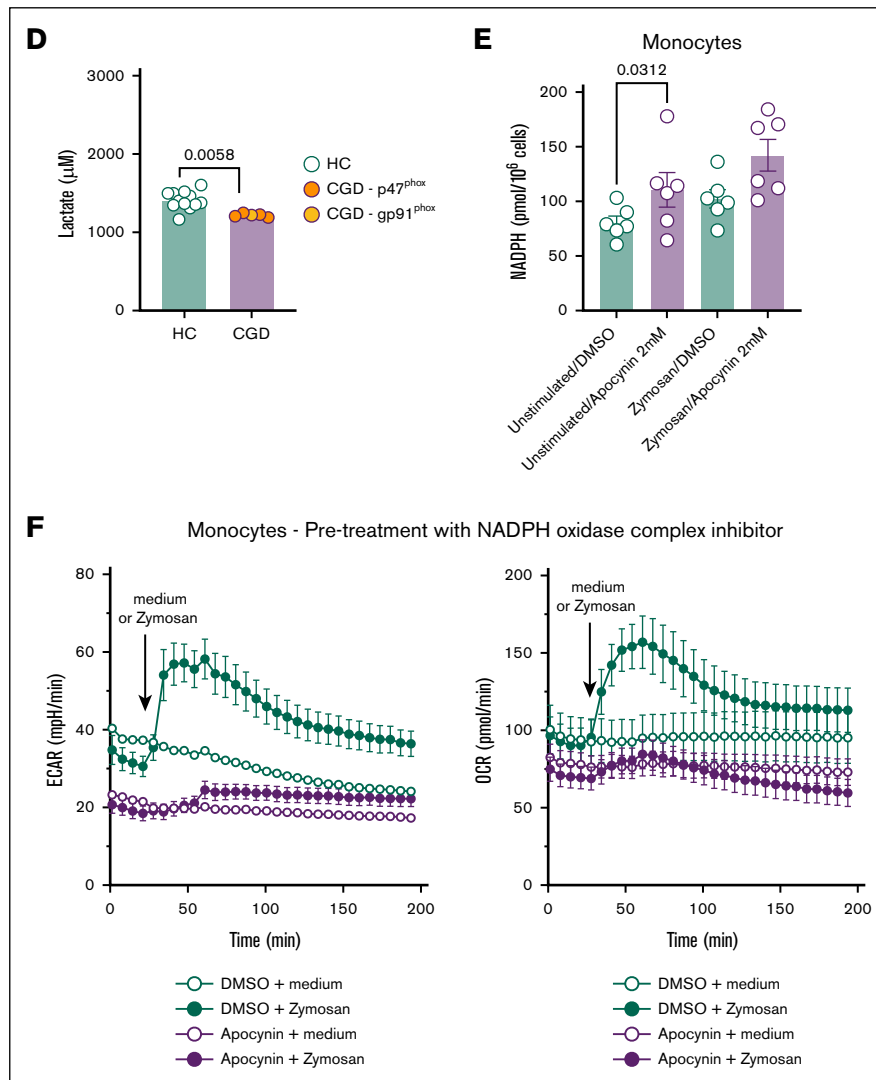 D
3000
2000
1000
0
Lactate (μM)
0.0058
HC
CGD
HC
CGD - p47phox
CGD - gp91phox
E
Monocytes
0.0312
200
150
100
50
0
NADPH (pmol/10⁶ cells)
Unstimulated/DMSO
Unstimulated/Apocynin 2mM
Zymosan/DMSO
Zymosan/Apocynin 2mM
F
Monocytes - Pre-treatment with NADPH oxidase complex inhibitor
80
60
40
20
0
ECAR (mpH/min)
medium
or Zymosan
0
50
100
150
200
Time (min)
DMSO + medium
DMSO + Zymosan
Apocynin + medium
Apocynin + Zymosan
200
150
100
50
0
OCR (pmol/min)
medium
or Zymosan
0
50
100
150
200
Time (min)
DMSO + medium
DMSO + Zymosan
Apocynin + medium
Apocynin + Zymosan